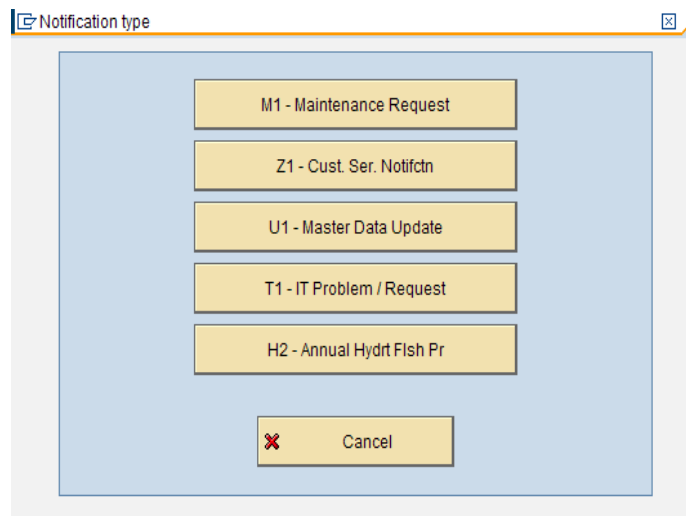 Notification type
M1 - Maintenance Request
Z1 - Cust. Ser. Notifctn
U1 - Master Data Update
T1 - IT Problem / Request
H2 - Annual Hydrt Flsh Pr
Cancel